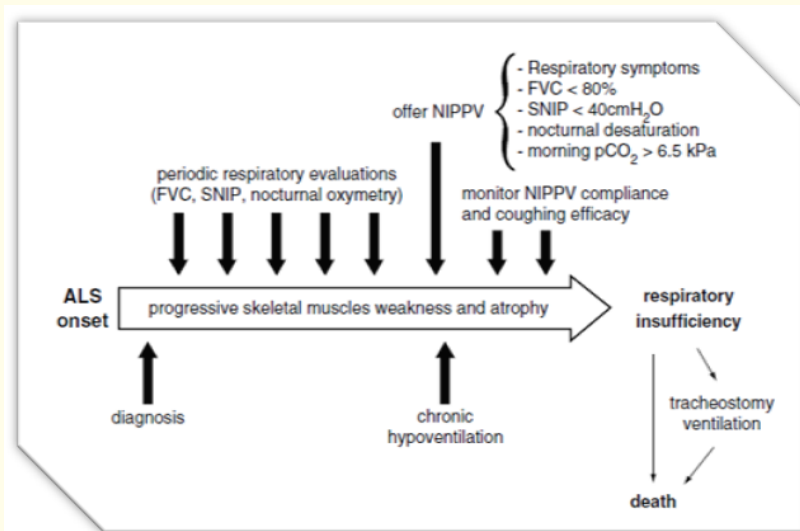 - Respiratory symptoms
- FVC < 80%
offer NIPPV
- SNIP < 40cmH₂O
- nocturnal desaturation
- morning pCO₂ > 6.5 kPa
periodic respiratory evaluations
(FVC, SNIP, nocturnal oxymetry)
monitor NIPPV compliance
and coughing efficacy
ALS
onset
progressive skeletal muscles weakness and atrophy
respiratory
insufficiency
diagnosis
chronic
hypoventilation
tracheostomy
ventilation
death